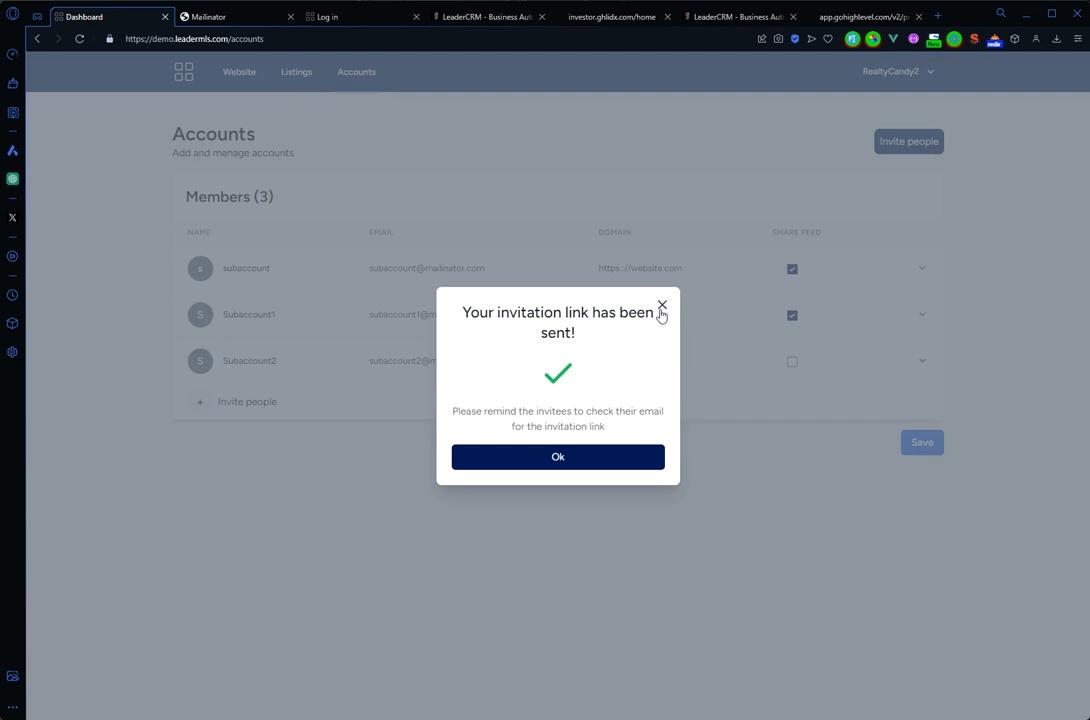 Dashboard
Mailinator
Log in
LeaderCRM - Business Aut
investor.ghlidx.com/home
LeaderCRM - Business Aut
app.gohighlevel.com/v2/p
https://demo.leadermls.com/accounts
Website
Listings
Accounts
RealtyCandy2
Accounts
Add and manage accounts
Invite people
Members (3)
NAME
EMAIL
DOMAIN
SHARE FEED
s
subaccount
subaccount@mailinator.com
https://website.com
S
Subaccount1
subaccount1@m
S
Subaccount2
subaccount2@m
+ Invite people
Save
Your invitation link has been
sent!
Please remind the invitees to check their email
for the invitation link
Ok